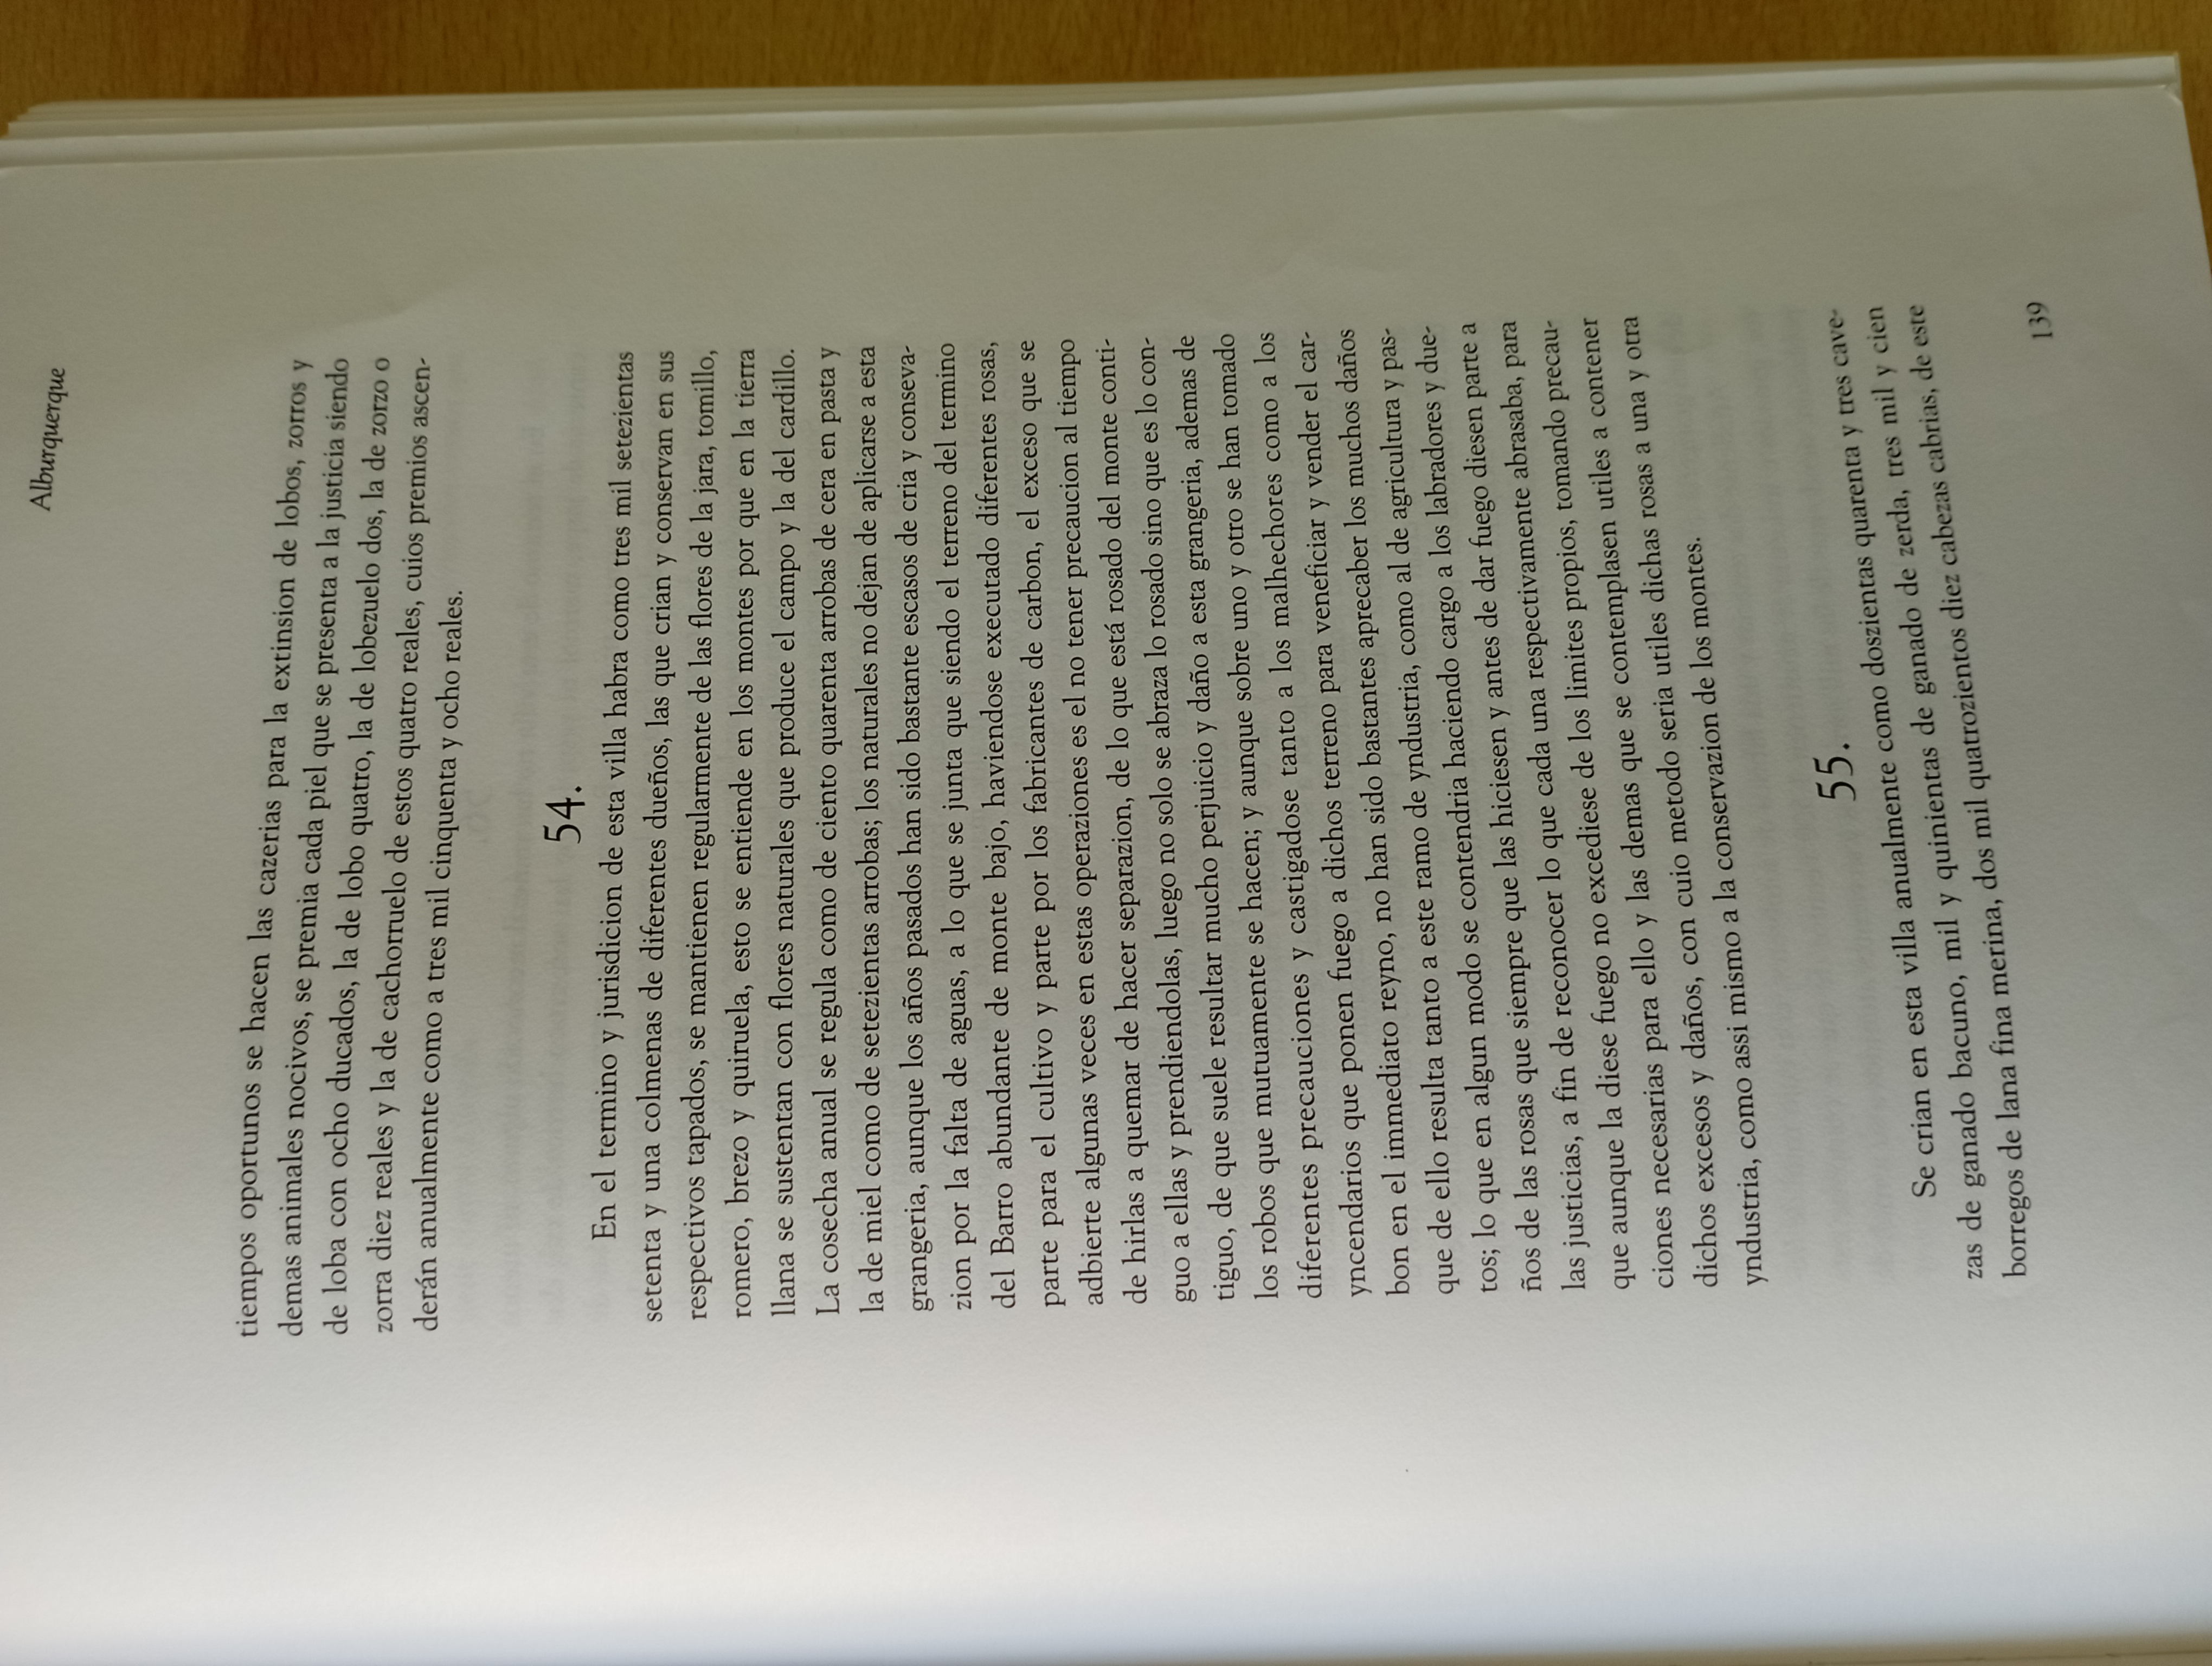 Alburquerque
tiempos oportunos se hacen las cazerias para la extinsion de lobos, zorros y
demas animales nocivos, se premia cada piel que se presenta a la justicia siendo
de loba con ocho ducados, la de lobo quatro, la de lobezuelo dos, la de zorzo o
zorra diez reales y la de cachorruelo de estos quatro reales, cuios premios ascen-
derán anualmente como a tres mil cinquenta y ocho reales.
54.
En el termino y jurisdicion de esta villa habra como tres mil setezientas
setenta y una colmenas de diferentes dueños, las que crian y conservan en sus
respectivos tapados, se mantienen regularmente de las flores de la jara, tomillo,
romero, brezo y quiruela, esto se entiende en los montes por que en la tierra
llana se sustentan con flores naturales que produce el campo y la del cardillo.
La cosecha anual se regula como de ciento quarenta arrobas de cera en pasta y
la de miel como de setezientas arrobas; los naturales no dejan de aplicarse a esta
grangeria, aunque los años pasados han sido bastante escasos de cria y conseva-
zion por la falta de aguas, a lo que se junta que siendo el terreno del termino
del Barro abundante de monte bajo, haviendose executado diferentes rosas,
parte para el cultivo y parte por los fabricantes de carbon, el exceso que se
adbierte algunas veces en estas operaziones es el no tener precaucion al tiempo
de hirlas a quemar de hacer separazion, de lo que está rosado del monte conti-
guo a ellas y prendiendolas, luego no solo se abraza lo rosado sino que es lo con-
tiguo, de que suele resultar mucho perjuicio y daño a esta grangeria, ademas de
los robos que mutuamente se hacen; y aunque sobre uno y otro se han tomado
diferentes precauciones y castigadose tanto a los malhechores como a los
yncendarios que ponen fuego a dichos terreno para veneficiar y vender el car-
bon en el immediato reyno, no han sido bastantes aprecaber los muchos daños
que de ello resulta tanto a este ramo de yndustria, como al de agricultura y pas-
tos; lo que en algun modo se contendria haciendo cargo a los labradores y due-
ños de las rosas que siempre que las hiciesen y antes de dar fuego diesen parte a
las justicias, a fin de reconocer lo que cada una respectivamente abrasaba, para
que aunque la diese fuego no excediese de los limites propios, tomando precau-
ciones necesarias para ello y las demas que se contemplasen utiles a contener
dichos excesos y daños, con cuio metodo seria utiles dichas rosas a una y otra
yndustria, como assi mismo a la conservazion de los montes.
55.
Se crian en esta villa anualmente como doszientas quarenta y tres cave-
zas de ganado bacuno, mil y quinientas de ganado de zerda, tres mil y cien
borregos de lana fina merina, dos mil quatrozientos diez cabezas cabrias, de este
139